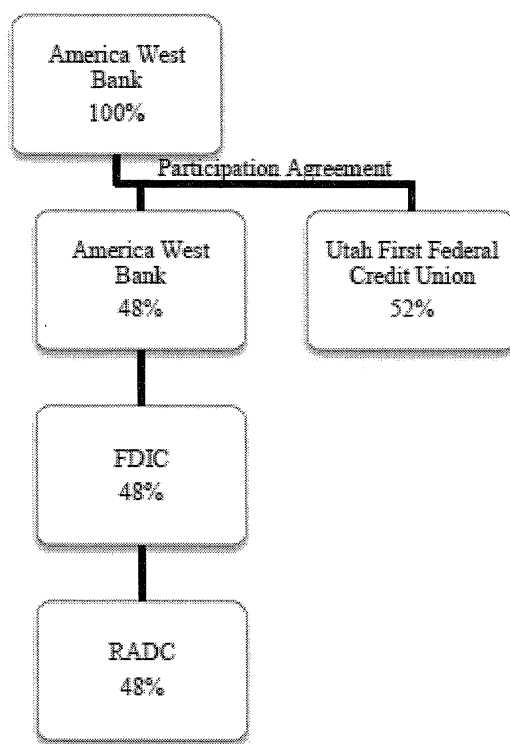 America West
Bank
100%
Participation Agreement
America West
Bank
48%
Utah First Federal
Credit Union
52%
FDIC
48%
RADC
48%